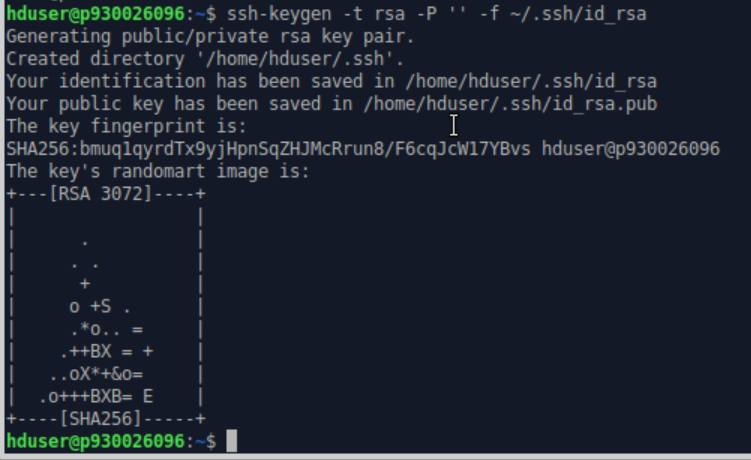 hduser@p930026096:~$ ssh-keygen -t rsa -P '' -f ~/.ssh/id_rsa
Generating public/private rsa key pair.
Created directory '/home/hduser/.ssh'.
Your identification has been saved in /home/hduser/.ssh/id_rsa
Your public key has been saved in /home/hduser/.ssh/id_rsa.pub
The key fingerprint is:
SHA256:bmuq1qyrdTx9yjHpnSqZHJMcRrun8/F6cqJcW17YBvs hduser@p930026096
The key's randomart image is:
+---[RSA 3072]----+
|                 |
|      .          |
|     . .         |
|      +          |
|     o +S .      |
|     .*o.. =     |
|    .++BX = +    |
|   ..oX*+&o=     |
|  .o+++BXB= E    |
+----[SHA256]-----+
hduser@p930026096:~$